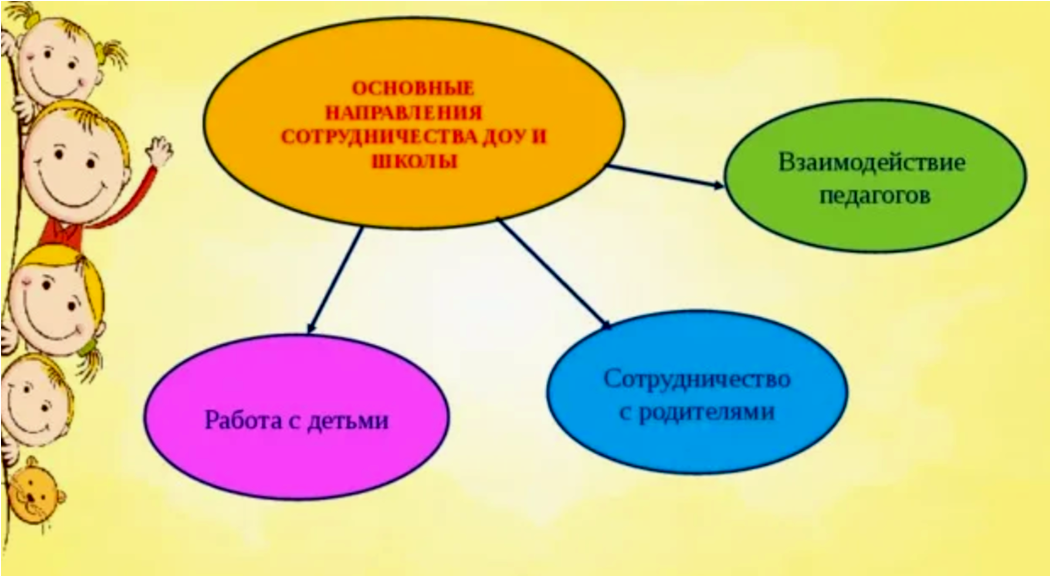 ОСНОВНЫЕ
НАПРАВЛЕНИЯ
СОТРУДНИЧЕСТВА ДОУ И
ШКОЛЫ
Взаимодействие
педагогов
Работа с детьми
Сотрудничество
с родителями